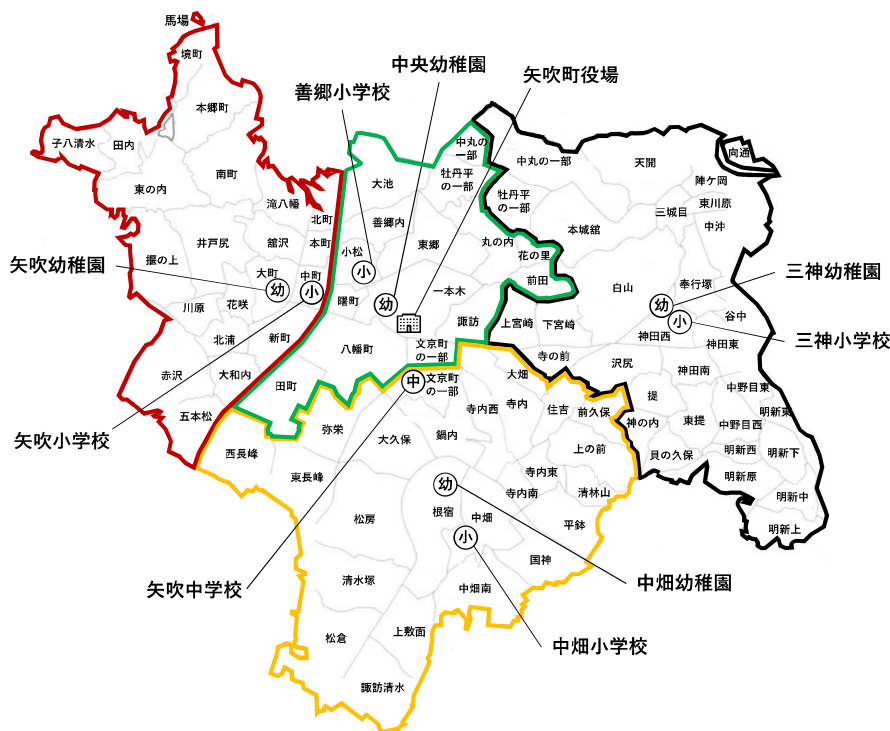 馬場
境町
本郷町
子八清水
田内
南町
東の内
滝八幡
北町
井戸尻
舘沢
本町
堰の上
大町
中町
幼
小
川原
花咲
北浦
新町
赤沢
大和内
五本松
矢吹幼稚園
矢吹小学校
善郷小学校
中央幼稚園
矢吹町役場
中丸の
一部
大池
牡丹平
の一部
善郷内
東郷
丸の内
小松
小
花の里
前田
曙町
幼
一本木
諏訪
八幡町
文京町
の一部
田町
中丸の一部
天開
向通
陣ケ岡
牡丹平
の一部
三城目
東川原
中沖
本城舘
白山
奉行塚
幼
小
谷中
上宮崎
下宮崎
神田西
神田東
寺の前
沢尻
神田南
中野目東
提
神の内
東提
明新東
中野目西
貝の久保
明新西
明新下
明新原
明新中
明新上
三神幼稚園
三神小学校
中
文京町
の一部
大畑
寺内西
寺内
住吉
前久保
弥栄
大久保
鍋内
上の前
西長峰
東長峰
寺内東
幼
寺内南
清林山
松房
根宿
中畑
平鉢
小
国神
清水塚
中畑南
松倉
上敷面
諏訪清水
矢吹中学校
中畑幼稚園
中畑小学校